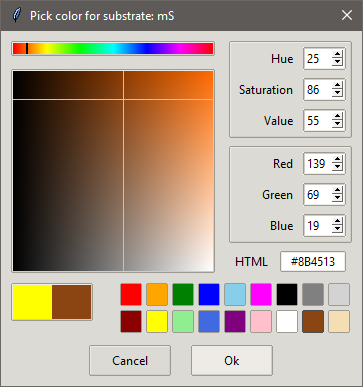 Pick color for substrate: mS
Hue 25
Saturation 86
Value 55
Red 139
Green 69
Blue 19
HTML #8B4513
Cancel Ok